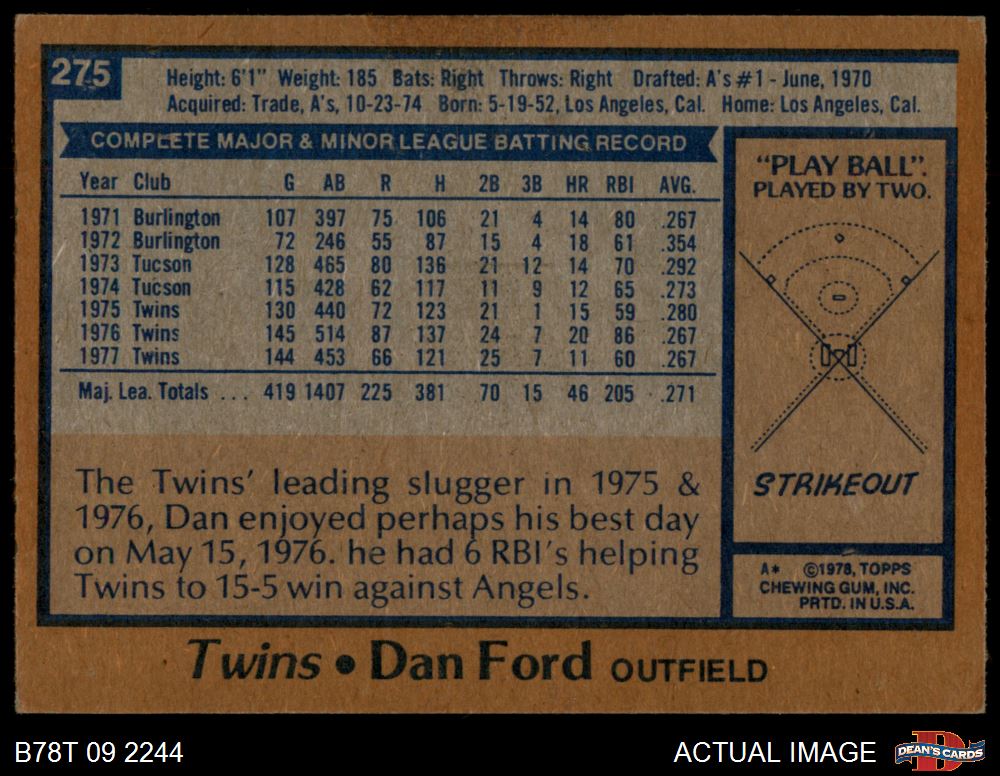 275
Height: 6'1" Weight: 185 Bats: Right Throws: Right Drafted: A's #1 - June, 1970
Acquired: Trade, A's, 10-23-74 Born: 5-19-52, Los Angeles, Cal. Home: Los Angeles, Cal.
COMPLETE MAJOR & MINOR LEAGUE BATTING RECORD
Year Club G AB R H 2B 3B HR RBI AVG.
1971 Burlington 107 397 75 106 21 4 14 80 .267
1972 Burlington 72 246 55 87 15 4 18 61 .354
1973 Tucson 128 465 80 136 21 12 14 70 .292
1974 Tucson 115 428 62 117 11 9 12 65 .273
1975 Twins 130 440 72 123 21 1 15 59 .280
1976 Twins 145 514 87 137 24 7 20 86 .267
1977 Twins 144 453 66 121 25 7 11 60 .267
Maj. Lea. Totals ... 419 1407 225 381 70 15 46 205 .271
The Twins' leading slugger in 1975 &
1976, Dan enjoyed perhaps his best day
on May 15, 1976. he had 6 RBI's helping
Twins to 15-5 win against Angels.
"PLAY BALL".
PLAYED BY TWO.
STRIKEOUT
A* ©1978, TOPPS
CHEWING GUM, INC.
PRTD. IN U.S.A.
Twins • Dan Ford OUTFIELD
B78T 09 2244
ACTUAL IMAGE
D
DEAN'S CARDS